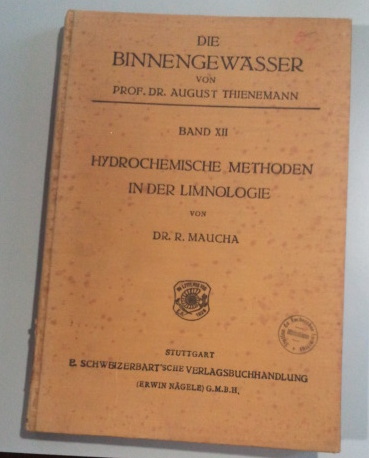 DIE
BINNENGEWÄSSER
VON
PROF. DR. AUGUST THIENEMANN
BAND XII
HYDROCHEMISCHE METHODEN
IN DER LIMNOLOGIE
VON
DR. R. MAUCHA
STUTTGART
E. SCHWEIZERBART'SCHE VERLAGSBUCHHANDLUNG
(ERWIN NÄGELE) G.M.B.H.